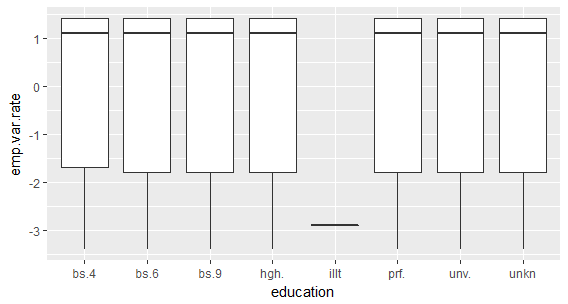 1
0
-1
-2
-3
emp.var.rate
bs.4 bs.6 bs.9 hgh. illt prf. unv. unkn
education